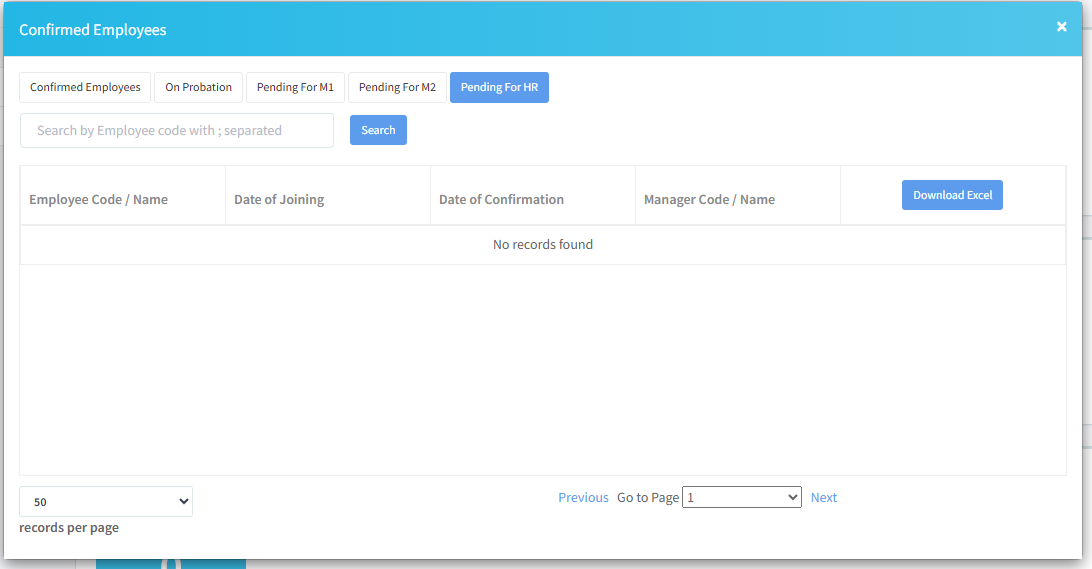 Confirmed Employees ×
Confirmed Employees On Probation Pending For M1 Pending For M2 Pending For HR
Search by Employee code with ; separated Search
Employee Code / Name Date of Joining Date of Confirmation Manager Code / Name Download Excel
No records found
50 Previous Go to Page 1 Next
records per page